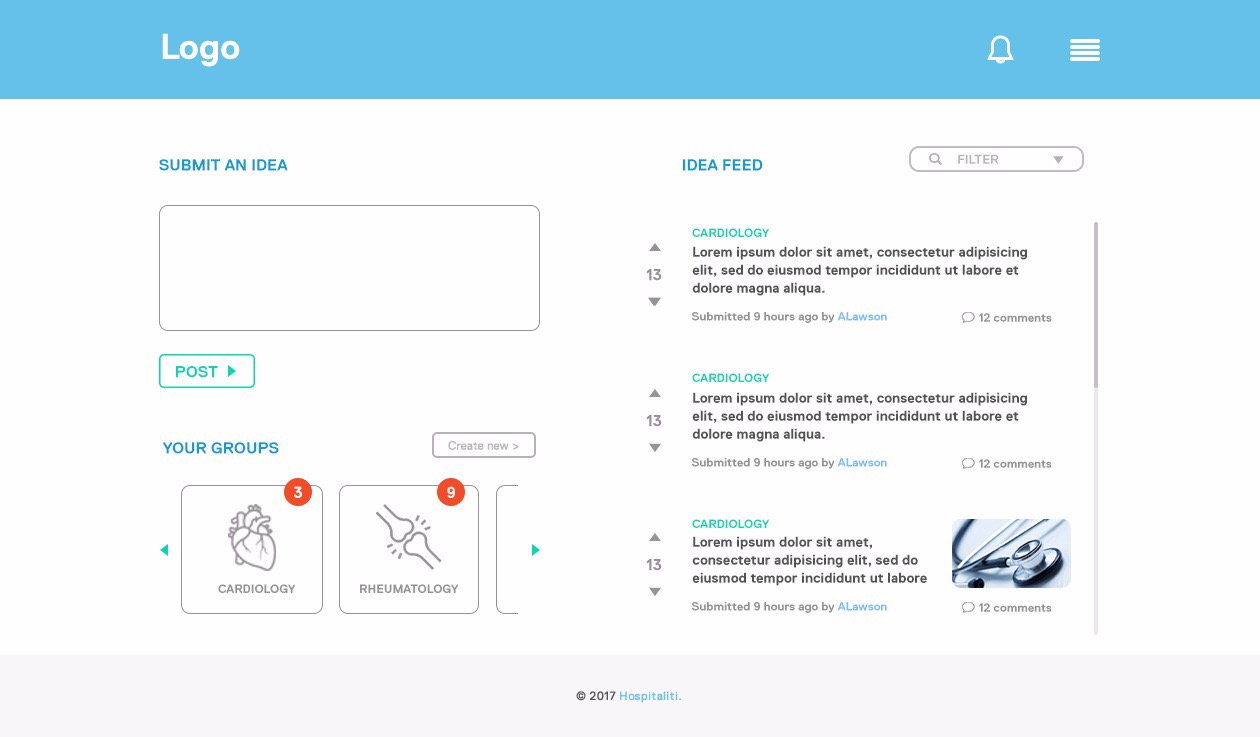 Logo
SUBMIT AN IDEA
POST
YOUR GROUPS
Create new >
3
CARDIOLOGY
9
RHEUMATOLOGY
IDEA FEED
FILTER
CARDIOLOGY
13
Lorem ipsum dolor sit amet, consectetur adipisicing
elit, sed do eiusmod tempor incididunt ut labore et
dolore magna aliqua.
Submitted 9 hours ago by ALawson
12 comments
CARDIOLOGY
13
Lorem ipsum dolor sit amet, consectetur adipisicing
elit, sed do eiusmod tempor incididunt ut labore et
dolore magna aliqua.
Submitted 9 hours ago by ALawson
12 comments
CARDIOLOGY
13
Lorem ipsum dolor sit amet,
consectetur adipisicing elit, sed do
eiusmod tempor incididunt ut labore
Submitted 9 hours ago by ALawson
12 comments
© 2017 Hospitaliti.